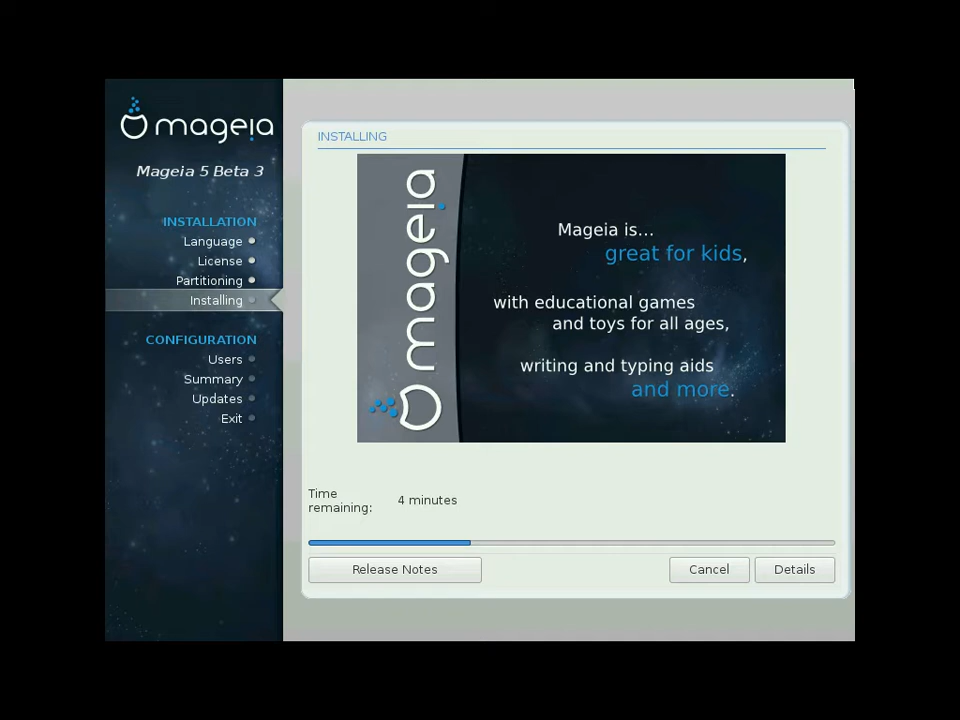 mageia
Mageia 5 Beta 3
INSTALLATION
Language
License
Partitioning
Installing
CONFIGURATION
Users
Summary
Updates
Exit
INSTALLING
mageia
Mageia is...
great for kids,
with educational games
and toys for all ages,
writing and typing aids
and more.
Time
remaining:
4 minutes
Release Notes
Cancel
Details